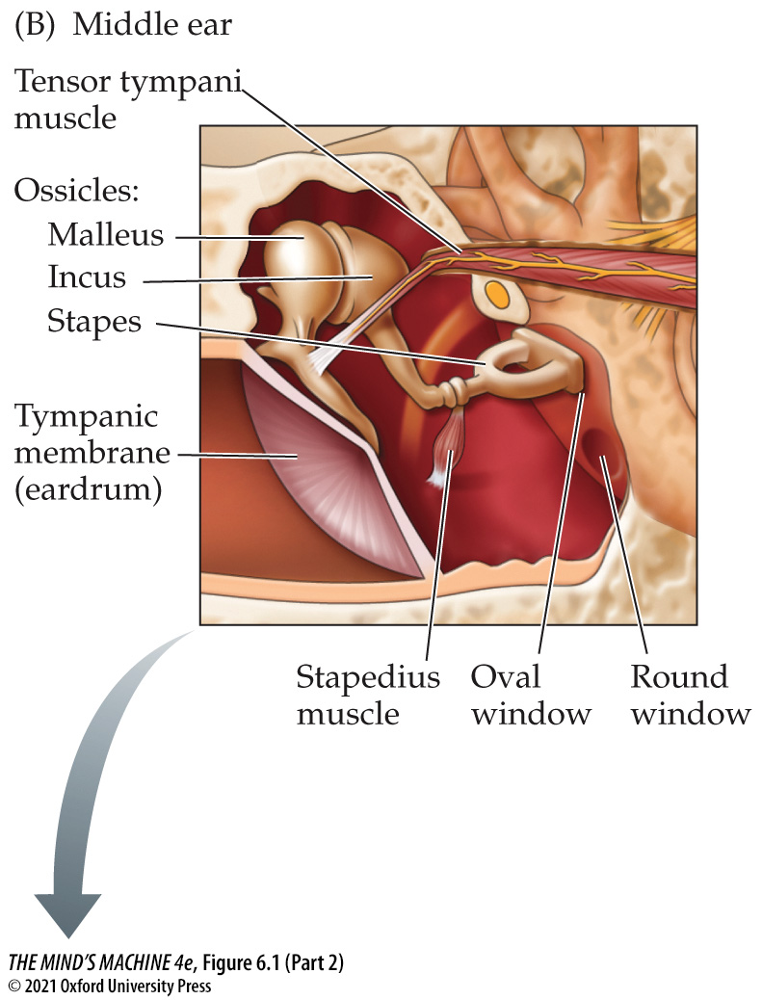 (B) Middle ear
Tensor tympani
muscle
Ossicles:
Malleus
Incus
Stapes
Tympanic
membrane
(eardrum)
Stapedius
muscle
Oval
window
Round
window
THE MIND'S MACHINE 4e, Figure 6.1 (Part 2)
© 2021 Oxford University Press